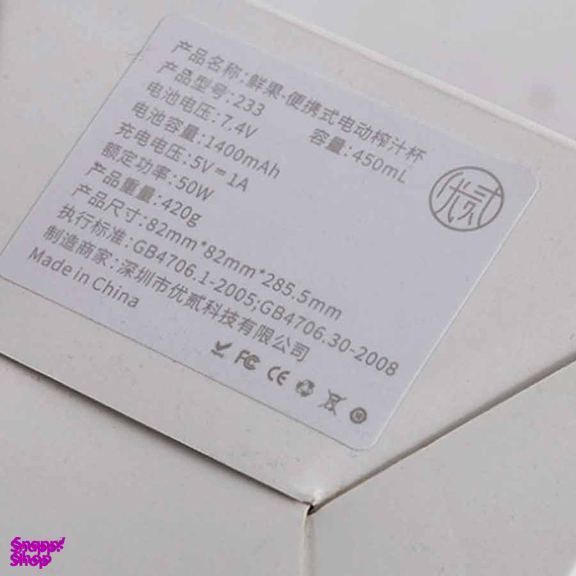 产品名称:鲜果-便携式电动榨汁杯
产品型号:233 容量:450mL
电池电压:7.4V
电池容量:1400mAh
充电电压:5V⎓1A
额定功率:50W
产品重量:420g
产品尺寸:82mm*82mm*285.5mm
执行标准:GB4706.1-2005;GB4706.30-2008
制造商家:深圳市优贰科技有限公司
Made in China
优贰
FC CE
Snapp!
Shop